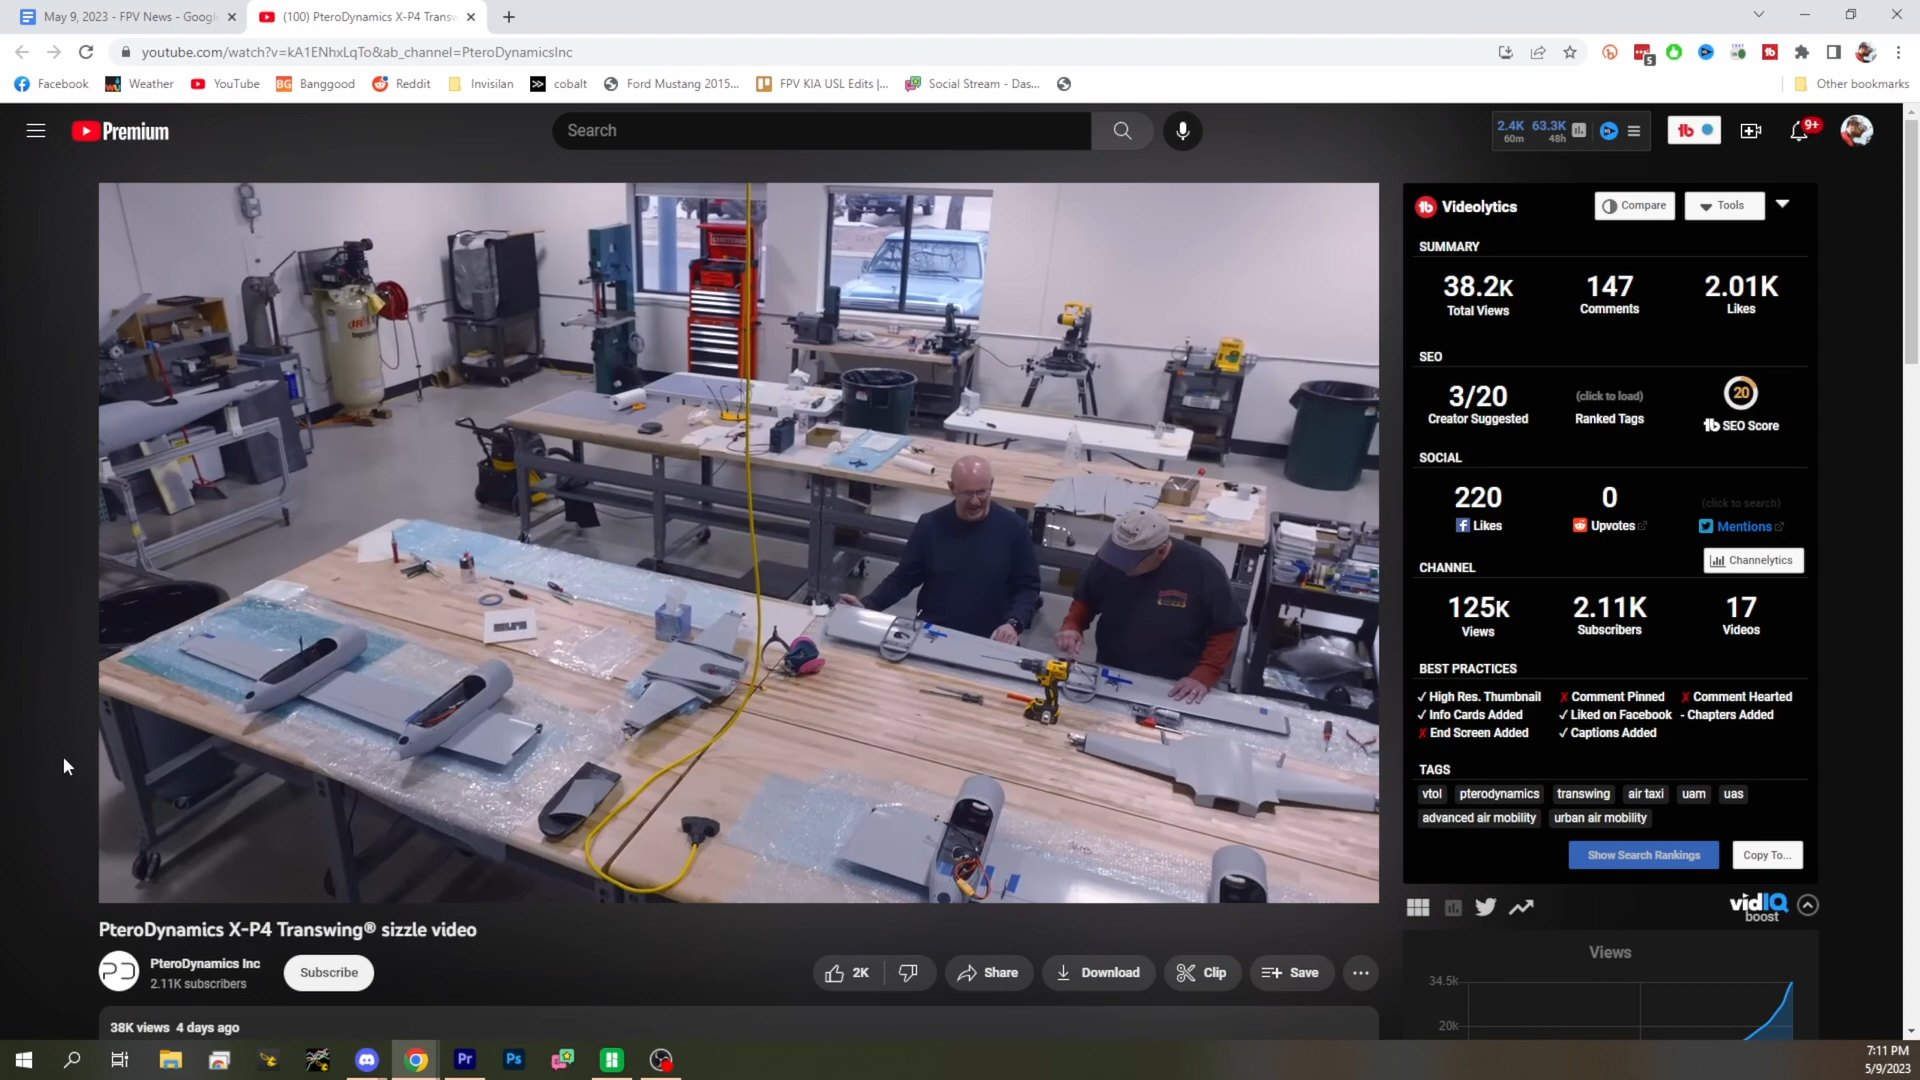 May 9, 2023 - FPV News - Googl
(100) PteroDynamics X-P4 Transw
youtube.com/watch?v=kA1ENhxLqTo&ab_channel=PteroDynamicsInc
5
Facebook
Weather
YouTube
BG Banggood
Reddit
Invisilan
cobalt
Ford Mustang 2015...
FPV KIA USL Edits |...
Social Stream - Das...
Other bookmarks
Premium
Search
2.4K 63.3K
60m 48h
9+
Videolytics
Compare
Tools
SUMMARY
38.2K 147 2.01K
Total Views Comments Likes
SEO
3/20 (click to load) 20
Creator Suggested Ranked Tags SEO Score
SOCIAL
220 0 (click to search)
Likes Upvotes Mentions
CHANNEL Channelytics
125K 2.11K 17
Views Subscribers Videos
BEST PRACTICES
✓ High Res. Thumbnail ✗ Comment Pinned ✗ Comment Hearted
✓ Info Cards Added ✓ Liked on Facebook - Chapters Added
✗ End Screen Added ✓ Captions Added
TAGS
vtol pterodynamics transwing air taxi uam uas
advanced air mobility urban air mobility
Show Search Rankings Copy To...
vidIQ
boost
Views
34.5k
20k
PteroDynamics X-P4 Transwing® sizzle video
PteroDynamics Inc
2.11K subscribers
Subscribe
2K
Share
Download
Clip
Save
38K views 4 days ago
Pr
Ps
7:11 PM
5/9/2023